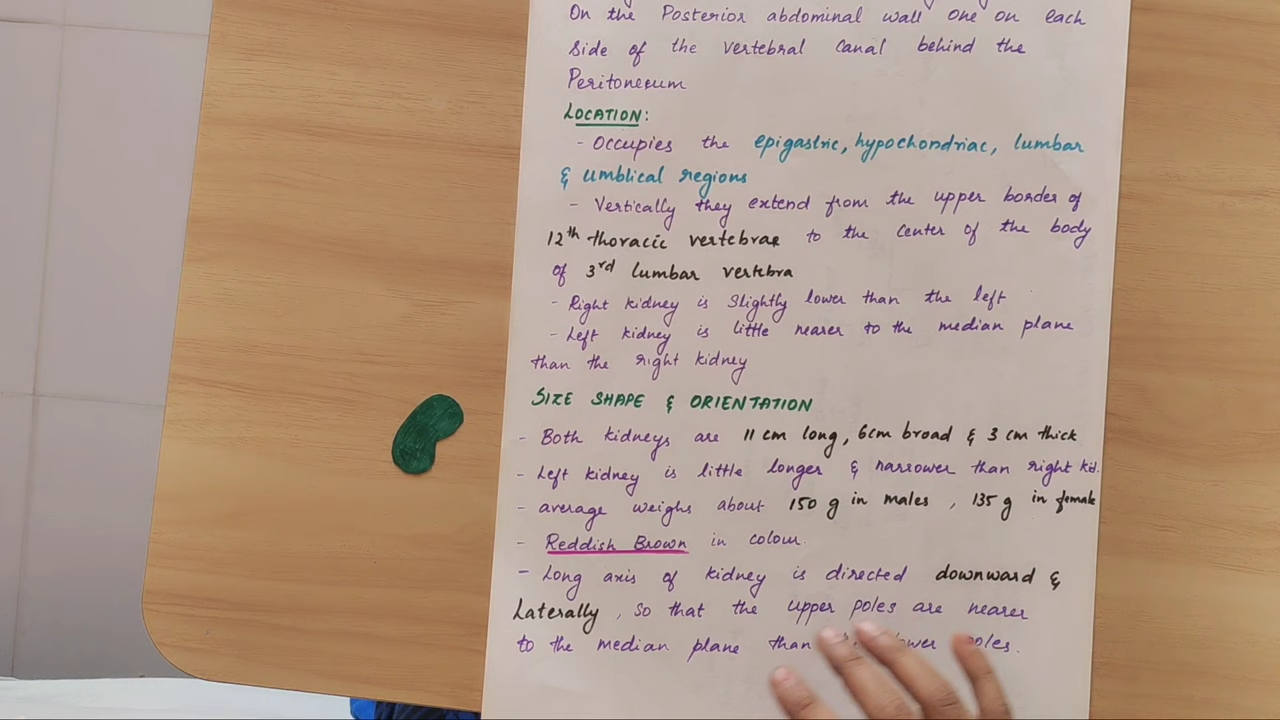 On the Posterior abdominal wall one on each
side of the vertebral canal behind the
Peritoneum
LOCATION:
- Occupies the epigastric, hypochondriac, lumbar
& umblical regions
- Vertically they extend from the upper border of
12th thoracic vertebrae to the center of the body
of 3rd lumbar vertebra
- Right kidney is slightly lower than the left
- Left kidney is little nearer to the median plane
than the right kidney
SIZE SHAPE & ORIENTATION
- Both kidneys are 11 cm long, 6cm broad & 3 cm thick
- Left kidney is little longer & narrower than right kid.
- average weighs about 150 g in males, 135 g in female
- Reddish Brown in colour.
- Long axis of kidney is directed downward &
Laterally, so that the upper poles are nearer
to the median plane than lower poles.